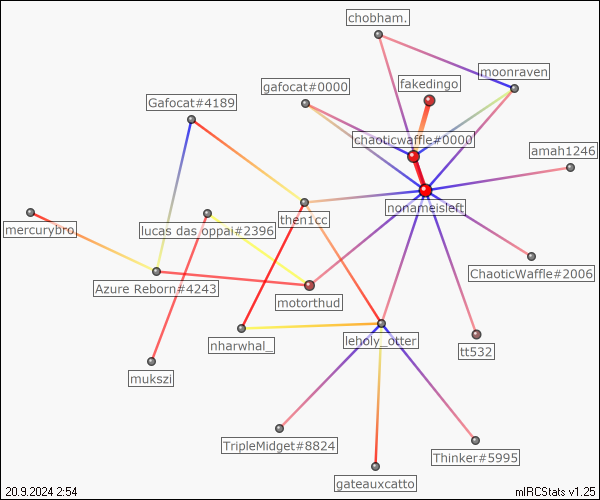 chobham.
moonraven
gafocat#0000
fakedingo
Gafocat#4189
chaoticwaffle#0000
amah1246
nonameisleft
then1cc
lucas das oppai#2396
mercurybro
ChaoticWaffle#2006
Azure Reborn#4243
motorthud
leholy_otter
nharwhal_
tt532
mukszi
TripleMidget#8824
Thinker#5995
gateauxcatto
20.9.2024 2:54
mIRCStats v1.25